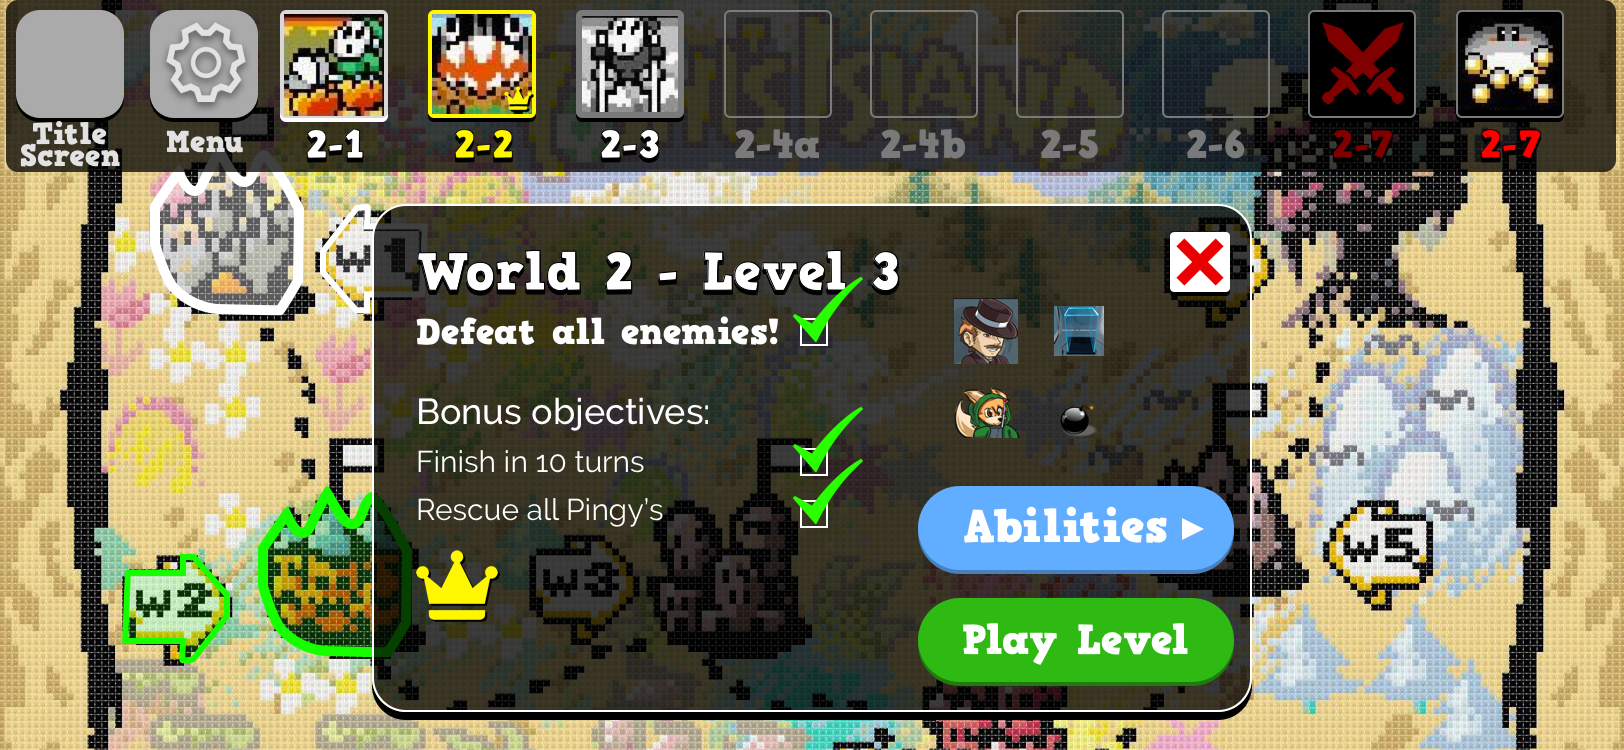 Title
Screen
Menu
2-1
2-2
2-3
2-4a
2-4b
2-5
2-6
2-7
2-7
W1
World 2 - Level 3
Defeat all enemies!
Bonus objectives:
Finish in 10 turns
Rescue all Pingy's
Abilities ▸
Play Level
W2
W3
W5